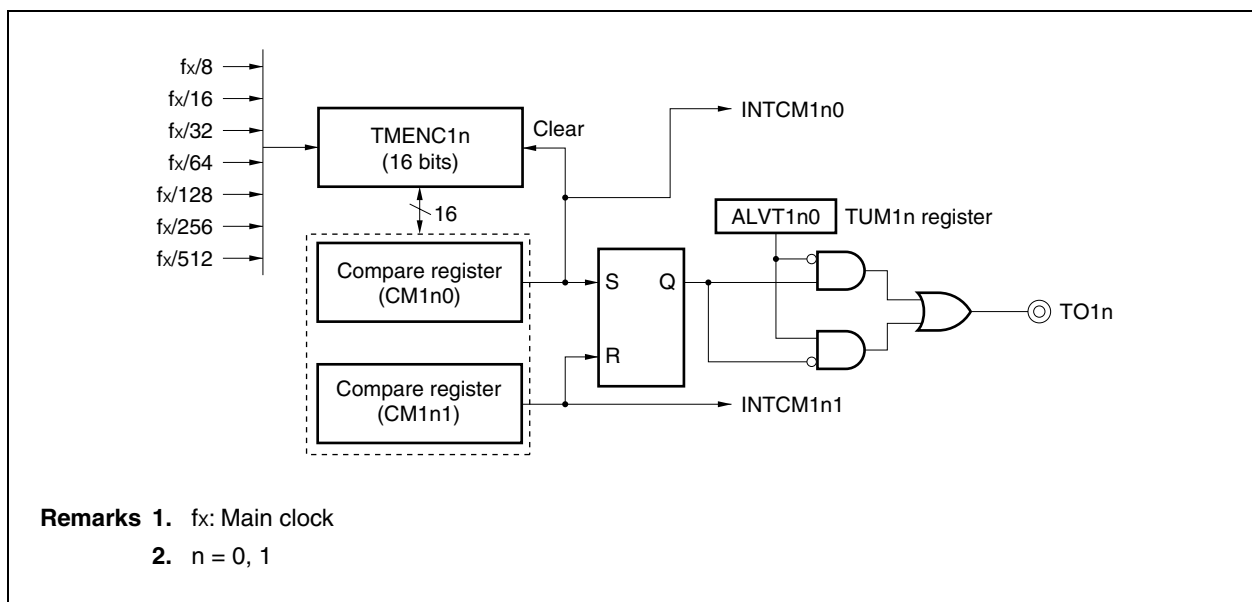 fx/8
fx/16
fx/32
fx/64
fx/128
fx/256
fx/512
TMENC1n
(16 bits)
Clear
INTCM1n0
16
ALVT1n0
TUM1n register
Compare register
(CM1n0)
S
Q
R
TO1n
Compare register
(CM1n1)
INTCM1n1
Remarks 1. fx: Main clock
2. n = 0, 1